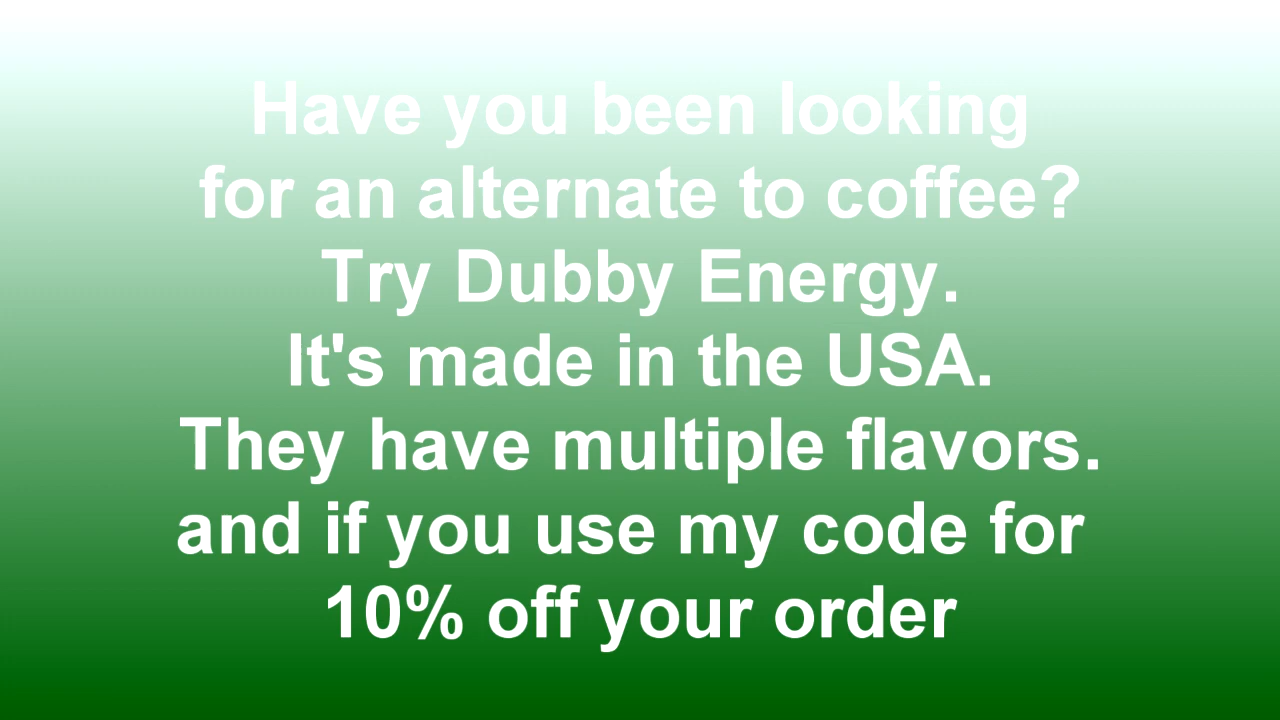 Have you been looking
for an alternate to coffee?
Try Dubby Energy.
It's made in the USA.
They have multiple flavors.
and if you use my code for
10% off your order